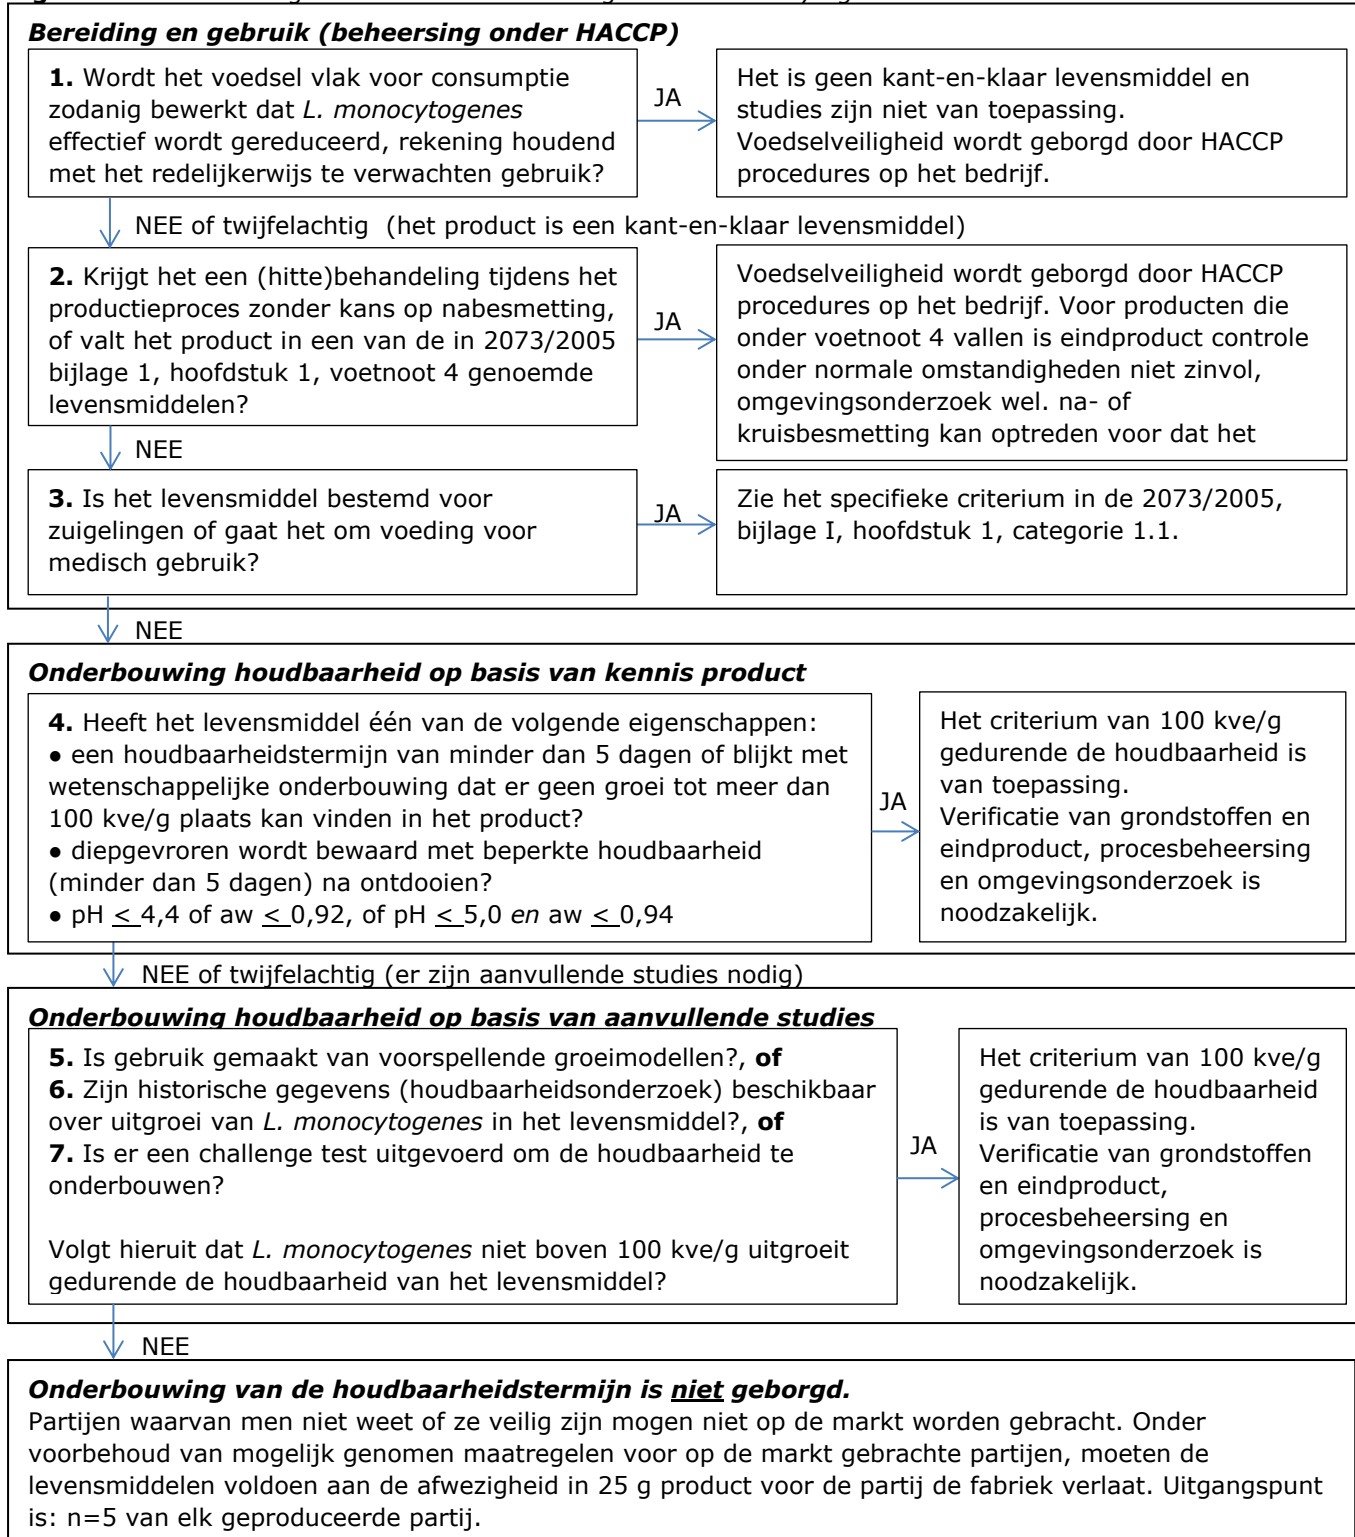 Bereiding en gebruik (beheersing onder HACCP)
1. Wordt het voedsel vlak voor consumptie
zodanig bewerkt dat L. monocytogenes
effectief wordt gereduceerd, rekening houdend
met het redelijkerwijs te verwachten gebruik?
JA
Het is geen kant-en-klaar levensmiddel en
studies zijn niet van toepassing.
Voedselveiligheid wordt geborgd door HACCP
procedures op het bedrijf.
NEE of twijfelachtig (het product is een kant-en-klaar levensmiddel)
2. Krijgt het een (hitte)behandeling tijdens het
productieproces zonder kans op nabesmetting,
of valt het product in een van de in 2073/2005
bijlage 1, hoofdstuk 1, voetnoot 4 genoemde
levensmiddelen?
JA
Voedselveiligheid wordt geborgd door HACCP
procedures op het bedrijf. Voor producten die
onder voetnoot 4 vallen is eindproduct controle
onder normale omstandigheden niet zinvol,
omgevingsonderzoek wel. na- of
kruisbesmetting kan optreden voor dat het
NEE
3. Is het levensmiddel bestemd voor
zuigelingen of gaat het om voeding voor
medisch gebruik?
JA
Zie het specifieke criterium in de 2073/2005,
bijlage I, hoofdstuk 1, categorie 1.1.
NEE
Onderbouwing houdbaarheid op basis van kennis product
4. Heeft het levensmiddel één van de volgende eigenschappen:
● een houdbaarheidstermijn van minder dan 5 dagen of blijkt met
wetenschappelijke onderbouwing dat er geen groei tot meer dan
100 kve/g plaats kan vinden in het product?
● diepgevroren wordt bewaard met beperkte houdbaarheid
(minder dan 5 dagen) na ontdooien?
● pH < 4,4 of aw < 0,92, of pH < 5,0 en aw < 0,94
JA
Het criterium van 100 kve/g
gedurende de houdbaarheid is
van toepassing.
Verificatie van grondstoffen en
eindproduct, procesbeheersing
en omgevingsonderzoek is
noodzakelijk.
NEE of twijfelachtig (er zijn aanvullende studies nodig)
Onderbouwing houdbaarheid op basis van aanvullende studies
5. Is gebruik gemaakt van voorspellende groeimodellen?, of
6. Zijn historische gegevens (houdbaarheidsonderzoek) beschikbaar
over uitgroei van L. monocytogenes in het levensmiddel?, of
7. Is er een challenge test uitgevoerd om de houdbaarheid te
onderbouwen?
Volgt hieruit dat L. monocytogenes niet boven 100 kve/g uitgroeit
gedurende de houdbaarheid van het levensmiddel?
JA
Het criterium van 100 kve/g
gedurende de houdbaarheid
is van toepassing.
Verificatie van grondstoffen
en eindproduct,
procesbeheersing en
omgevingsonderzoek is
noodzakelijk.
NEE
Onderbouwing van de houdbaarheidstermijn is niet geborgd.
Partijen waarvan men niet weet of ze veilig zijn mogen niet op de markt worden gebracht. Onder
voorbehoud van mogelijk genomen maatregelen voor op de markt gebrachte partijen, moeten de
levensmiddelen voldoen aan de afwezigheid in 25 g product voor de partij de fabriek verlaat. Uitgangspunt
is: n=5 van elk geproduceerde partij.